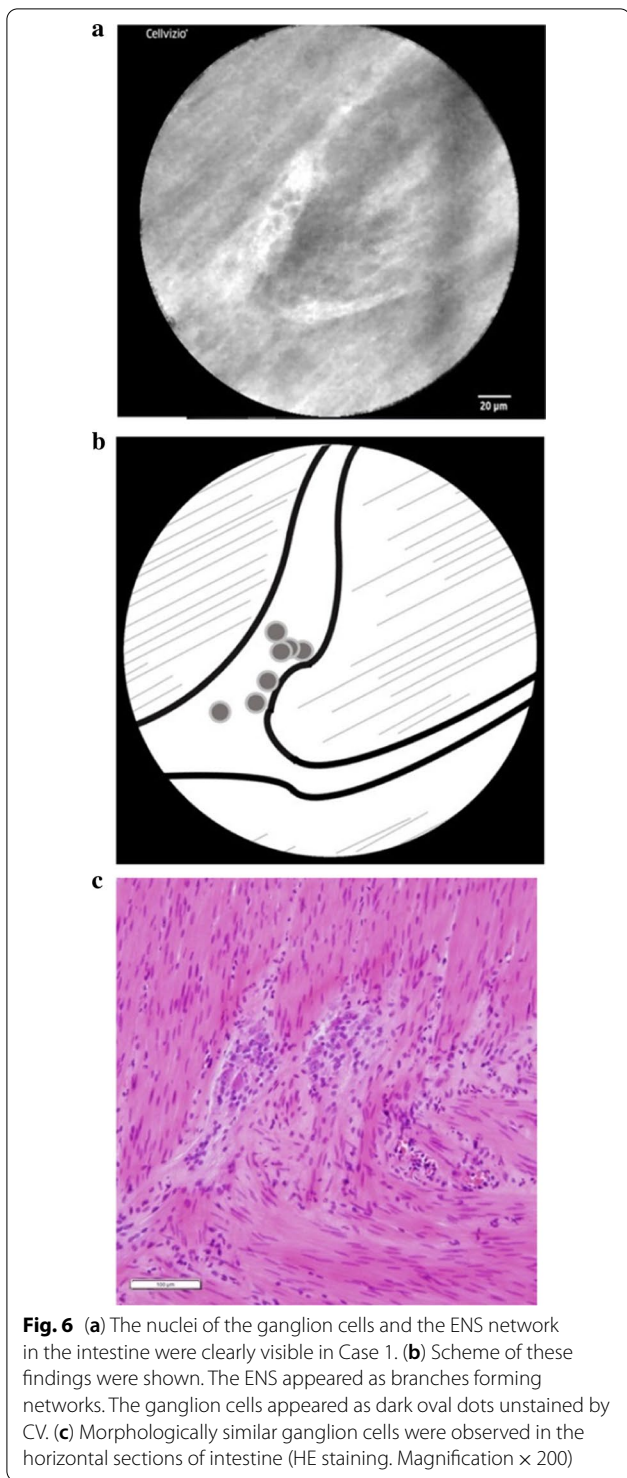 a
Cellvizio®
20 µm
b
c
100 µm
Fig. 6 (a) The nuclei of the ganglion cells and the ENS network
in the intestine were clearly visible in Case 1. (b) Scheme of these
findings were shown. The ENS appeared as branches forming
networks. The ganglion cells appeared as dark oval dots unstained by
CV. (c) Morphologically similar ganglion cells were observed in the
horizontal sections of intestine (HE staining. Magnification × 200)